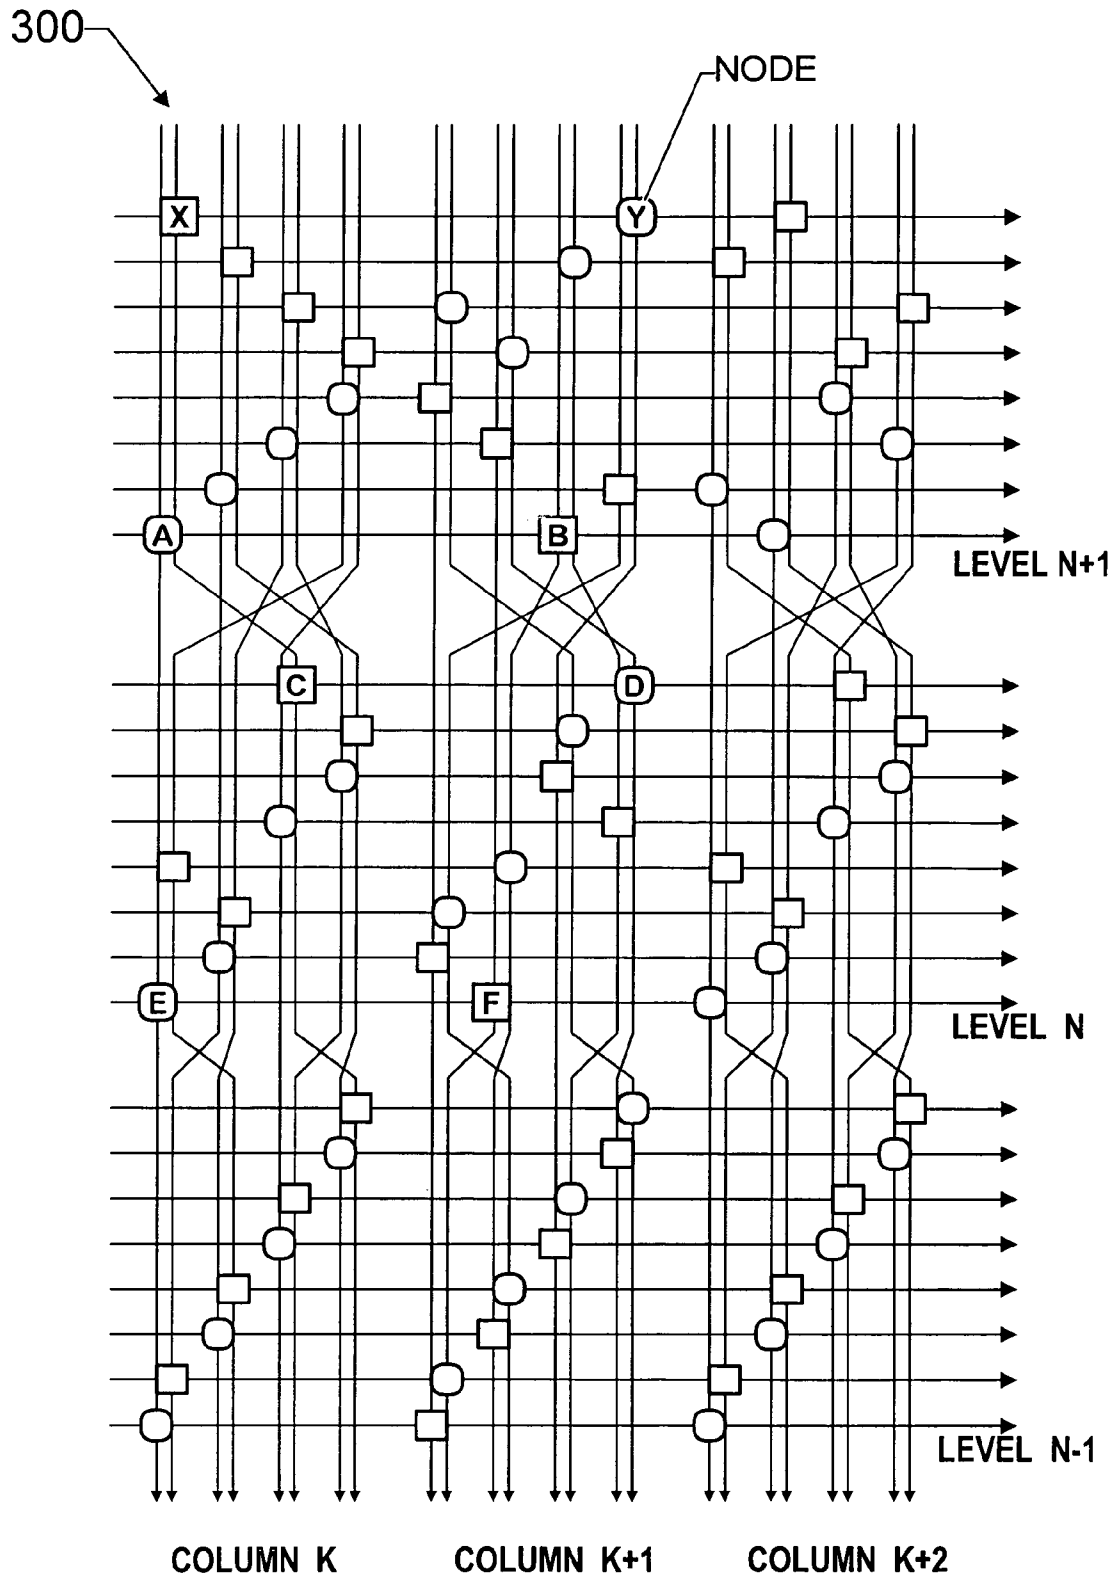 300
NODE
X
Y
A
B
LEVEL N+1
C
D
E
F
LEVEL N
LEVEL N-1
COLUMN K
COLUMN K+1
COLUMN K+2